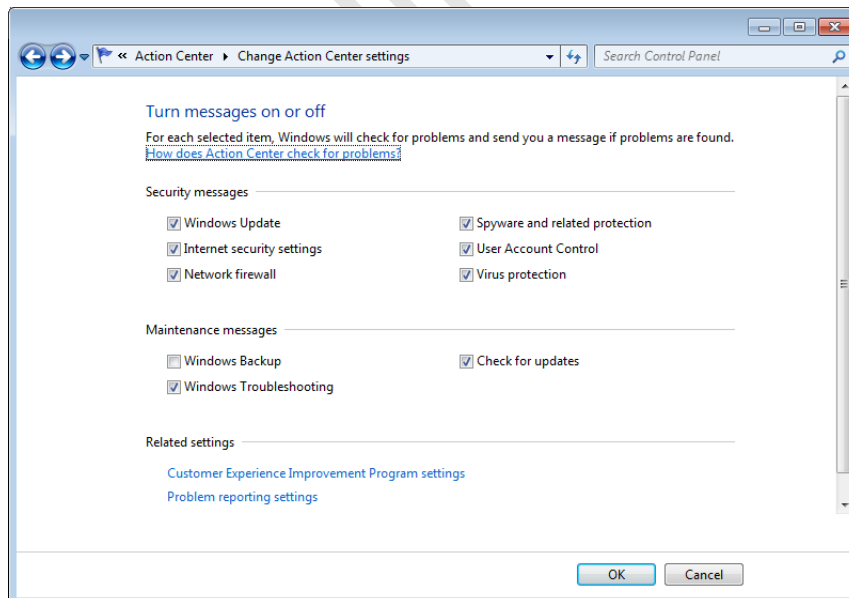 « Action Center ▸ Change Action Center settings
Search Control Panel
Turn messages on or off
For each selected item, Windows will check for problems and send you a message if problems are found.
How does Action Center check for problems?
Security messages
Windows Update
Spyware and related protection
Internet security settings
User Account Control
Network firewall
Virus protection
Maintenance messages
Windows Backup
Check for updates
Windows Troubleshooting
Related settings
Customer Experience Improvement Program settings
Problem reporting settings
OK
Cancel